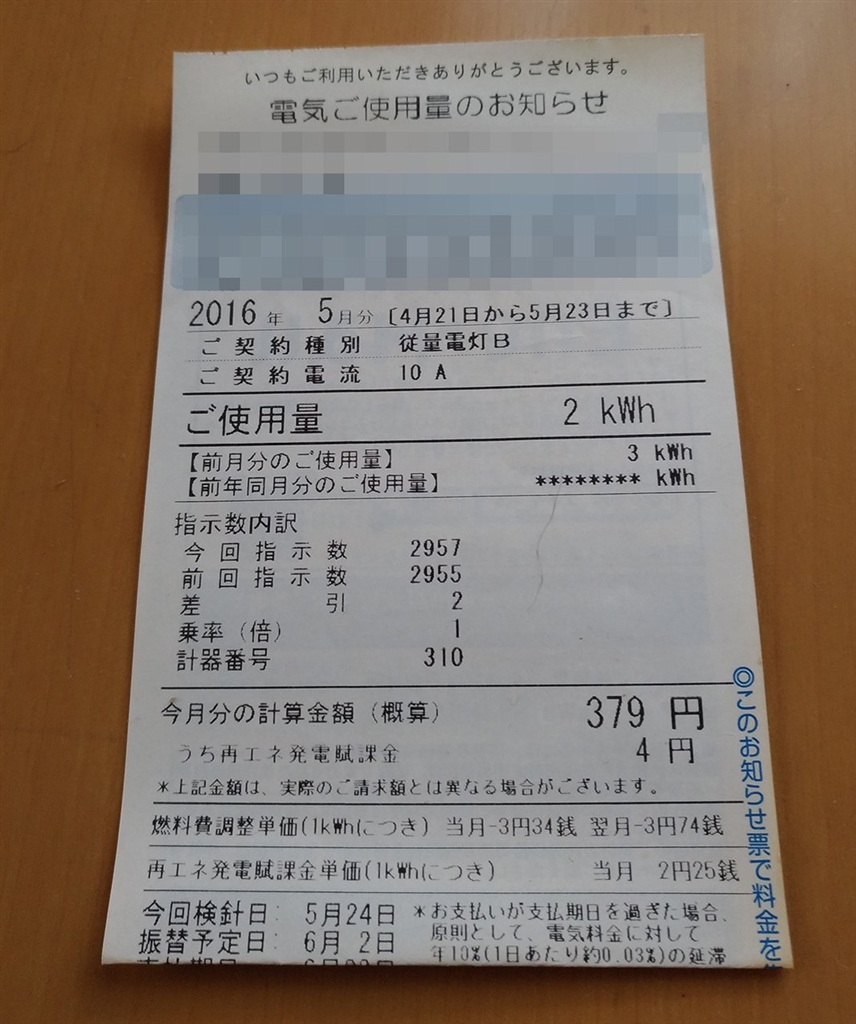 いつもご利用いただきありがとうございます。
電気ご使用量のお知らせ
2016年 5月分 [4月21日から5月23日まで]
ご契約種別 従量電灯B
ご契約電流 10 A
ご使用量 2 kWh
【前月分のご使用量】 3 kWh
【前年同月分のご使用量】 ******** kWh
指示数内訳
今回指示数 2957
前回指示数 2955
差引 2
乗率(倍) 1
計器番号 310
今月分の計算金額(概算) 379 円
うち再エネ発電賦課金 4 円
*上記金額は、実際のご請求額とは異なる場合がございます。
燃料費調整単価(1kWhにつき) 当月-3円34銭 翌月-3円74銭
再エネ発電賦課金単価(1kWhにつき) 当月 2円25銭
今回検針日: 5月24日
振替予定日: 6月 2日
*お支払いが支払期日を過ぎた場合、
原則として、電気料金に対して
年10%(1日あたり約0.03%)の延滞
◎このお知らせ票で料金を